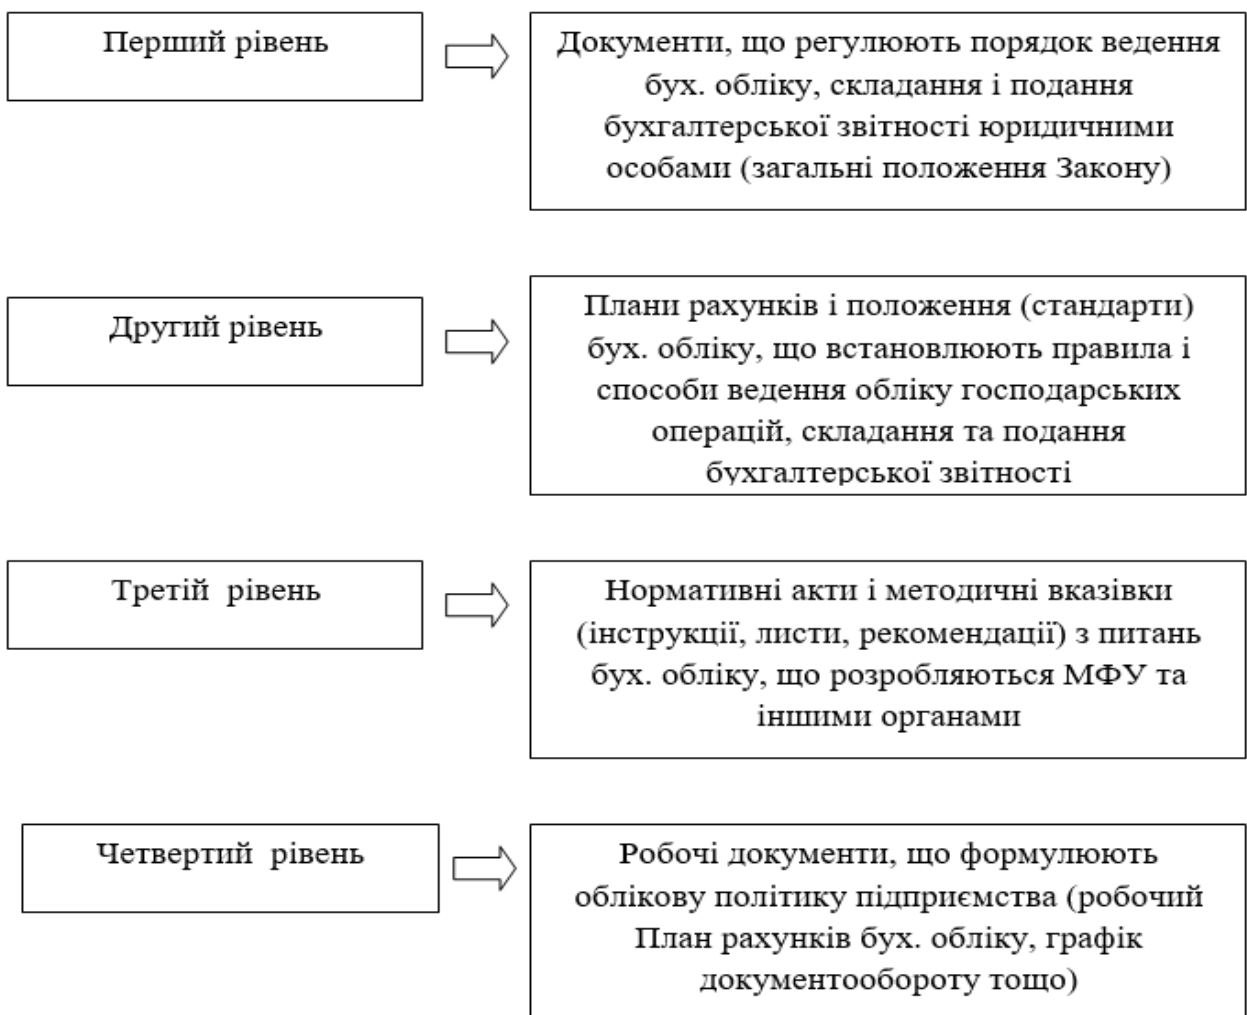 Перший рівень
Документи, що регулюють порядок ведення
бух. обліку, складання і подання
бухгалтерської звітності юридичними
особами (загальні положення Закону)
Другий рівень
Плани рахунків і положення (стандарти)
бух. обліку, що встановлюють правила і
способи ведення обліку господарських
операцій, складання та подання
бухгалтерської звітності
Третій рівень
Нормативні акти і методичні вказівки
(інструкції, листи, рекомендації) з питань
бух. обліку, що розробляються МФУ та
іншими органами
Четвертий рівень
Робочі документи, що формулюють
облікову політику підприємства (робочий
План рахунків бух. обліку, графік
документообороту тощо)